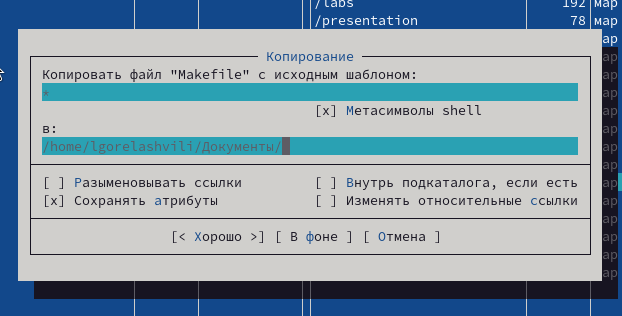 /labs 192 мар
/presentation 78 мар
Копирование
Копировать файл "Makefile" с исходным шаблоном:
*
[x] Метасимволы shell
в:
/home/lgorelashvili/Документы/
[ ] Разыменовывать ссылки [ ] Внутрь подкаталога, если есть
[x] Сохранять атрибуты [ ] Изменять относительные ссылки
[< Хорошо >] [ В фоне ] [ Отмена ]